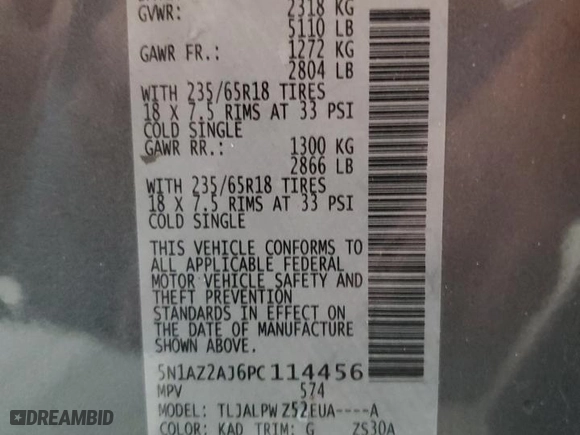 GVWR: 2318 KG
5110 LB
GAWR FR.: 1272 KG
2804 LB
WITH 235/65R18 TIRES
18 X 7.5 RIMS AT 33 PSI
COLD SINGLE
GAWR RR.: 1300 KG
2866 LB
WITH 235/65R18 TIRES
18 X 7.5 RIMS AT 33 PSI
COLD SINGLE
THIS VEHICLE CONFORMS TO
ALL APPLICABLE FEDERAL
MOTOR VEHICLE SAFETY AND
THEFT PREVENTION
STANDARDS IN EFFECT ON
THE DATE OF MANUFACTURE
SHOWN ABOVE.
5N1AZ2AJ6PC114456
MPV 574
MODEL: TLJALPWZ52EUA----A
COLOR: KAD TRIM: G ZS30A
DREAMBID